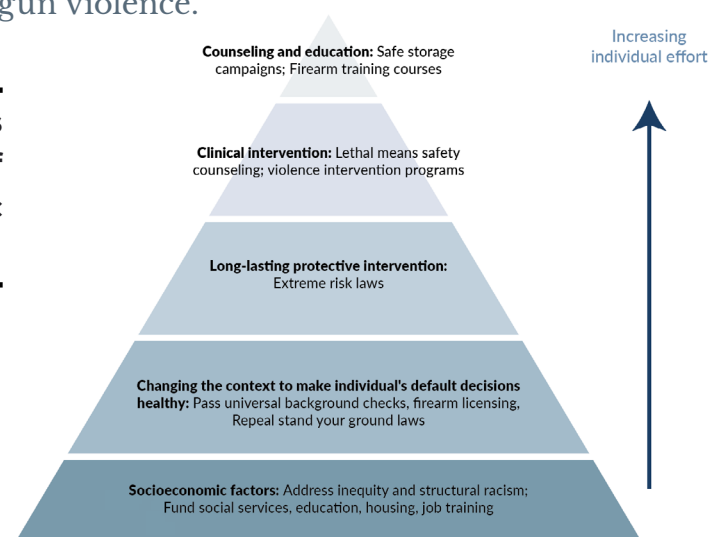 gun violence.
Counseling and education: Safe storage
campaigns; Firearm training courses
Increasing
individual effort
Clinical intervention: Lethal means safety
counseling; violence intervention programs
Long-lasting protective intervention:
Extreme risk laws
Changing the context to make individual's default decisions
healthy: Pass universal background checks, firearm licensing,
Repeal stand your ground laws
Socioeconomic factors: Address inequity and structural racism;
Fund social services, education, housing, job training